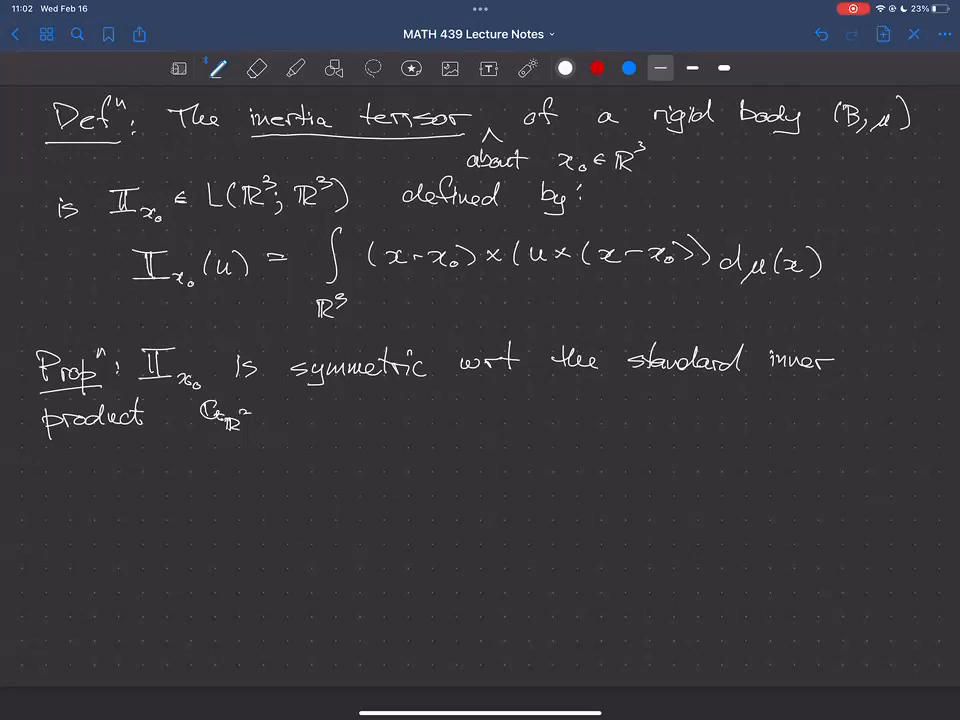 11:02 Wed Feb 16
23%
MATH 439 Lecture Notes
Defⁿ: The inertia tensor ^ of a rigid body (B, μ)
about x₀ ∈ ℝ³
is 𝕀ₓ₀ ∈ L(ℝ³; ℝ³) defined by:
𝕀ₓ₀(u) = ∫ (x-x₀) × (u × (x-x₀)) dμ(x)
ℝ³
Propⁿ: 𝕀ₓ₀ is symmetric wrt the standard inner
product